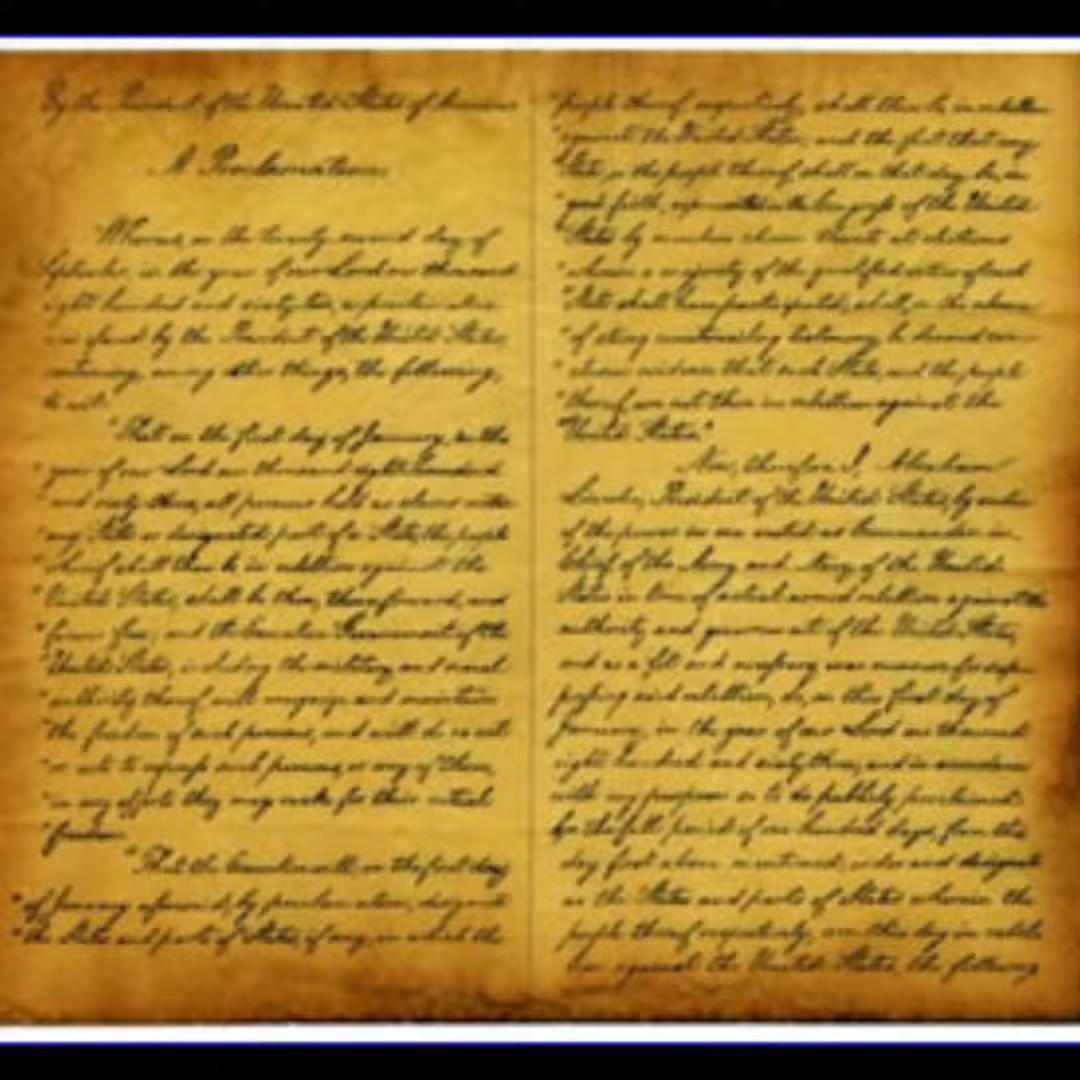 By the President of the United States of America
A Proclamation.
Whereas, on the twenty-second day of
September, in the year of our Lord one thousand
eight hundred and sixty-two, a proclamation
was issued by the President of the United States,
containing, among other things, the following,
to wit:
"That on the first day of January, in the
"year of our Lord one thousand eight hundred
"and sixty-three, all persons held as slaves within
"any State or designated part of a State, the people
"whereof shall then be in rebellion against the
"United States, shall be then, thenceforward, and
"forever free; and the Executive Government of the
"United States, including the military and naval
"authority thereof, will recognize and maintain
"the freedom of such persons, and will do no act
"or acts to repress such persons, or any of them,
"in any efforts they may make for their actual
"freedom.
"That the Executive will, on the first day
"of January aforesaid, by proclamation, designate
"the States and parts of States, if any, in which the
"people thereof, respectively, shall then be in rebellion
"against the United States; and the fact that any
"State, or the people thereof, shall on that day be, in
"good faith, represented in the Congress of the United
"States by members chosen thereto at elections
"wherein a majority of the qualified voters of such
"State shall have participated, shall, in the absence
"of strong countervailing testimony, be deemed con-
"clusive evidence that such State, and the people
"thereof, are not then in rebellion against the
"United States."
Now, therefore I, Abraham
Lincoln, President of the United States, by virtue
of the power in me vested as Commander-in-
Chief, of the Army and Navy of the United
States in time of actual armed rebellion against the
authority and government of the United States,
and as a fit and necessary war measure for sup-
pressing said rebellion, do, on this first day of
January, in the year of our Lord one thousand
eight hundred and sixty-three, and in accordance
with my purpose so to do publicly proclaimed
for the full period of one hundred days, from the
day first above mentioned, order and designate
as the States and parts of States wherein the
people thereof respectively, are this day in rebel-
lion against the United States, the following